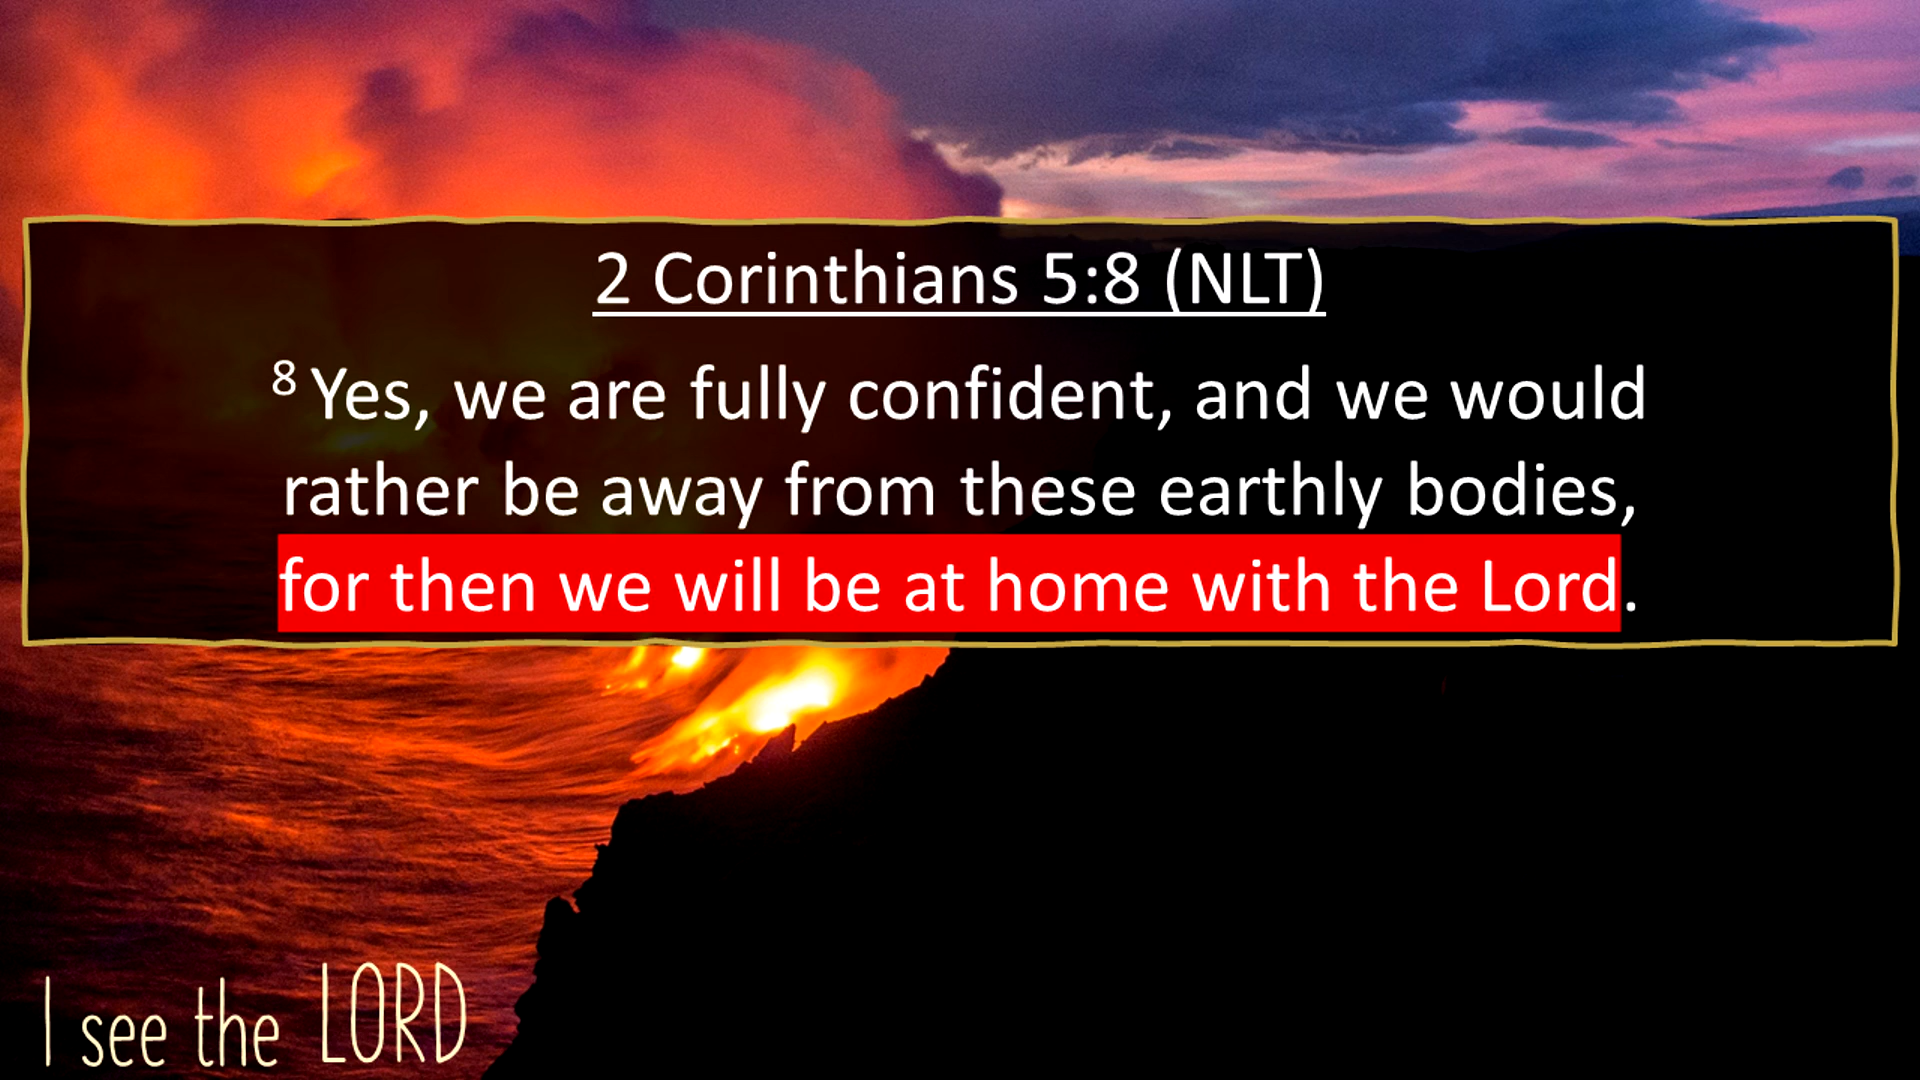 2 Corinthians 5:8 (NLT)
8 Yes, we are fully confident, and we would
rather be away from these earthly bodies,
for then we will be at home with the Lord.
I see the LORD